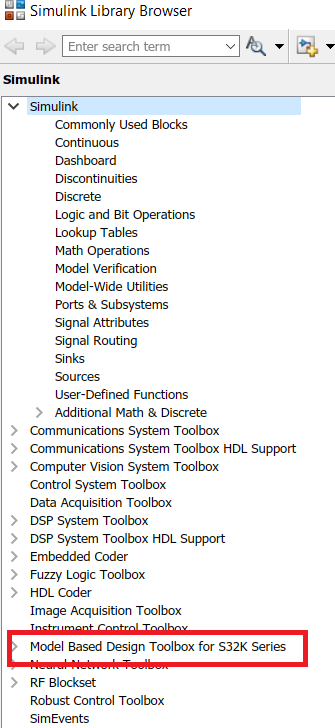 Simulink Library Browser
Enter search term
Simulink
Simulink
Commonly Used Blocks
Continuous
Dashboard
Discontinuities
Discrete
Logic and Bit Operations
Lookup Tables
Math Operations
Model Verification
Model-Wide Utilities
Ports & Subsystems
Signal Attributes
Signal Routing
Sinks
Sources
User-Defined Functions
Additional Math & Discrete
Communications System Toolbox
Communications System Toolbox HDL Support
Computer Vision System Toolbox
Control System Toolbox
Data Acquisition Toolbox
DSP System Toolbox
DSP System Toolbox HDL Support
Embedded Coder
Fuzzy Logic Toolbox
HDL Coder
Image Acquisition Toolbox
Instrument Control Toolbox
Model Based Design Toolbox for S32K Series
Neural Network Toolbox
RF Blockset
Robust Control Toolbox
SimEvents